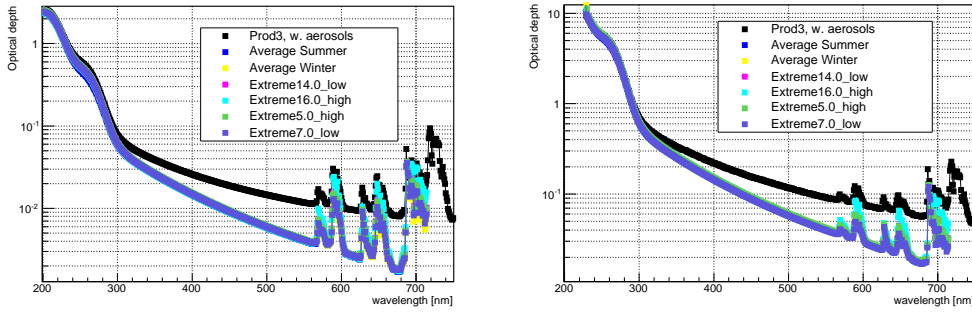 Optical depth
1
10-1
10-2
Prod3, w. aerosols
Average Summer
Average Winter
Extreme14.0_low
Extreme16.0_high
Extreme5.0_high
Extreme7.0_low
200 300 400 500 600 700
wavelength [nm]
Optical depth
10
1
10-1
Prod3, w. aerosols
Average Summer
Average Winter
Extreme14.0_low
Extreme16.0_high
Extreme5.0_high
Extreme7.0_low
200 300 400 500 600 700
wavelength [nm]